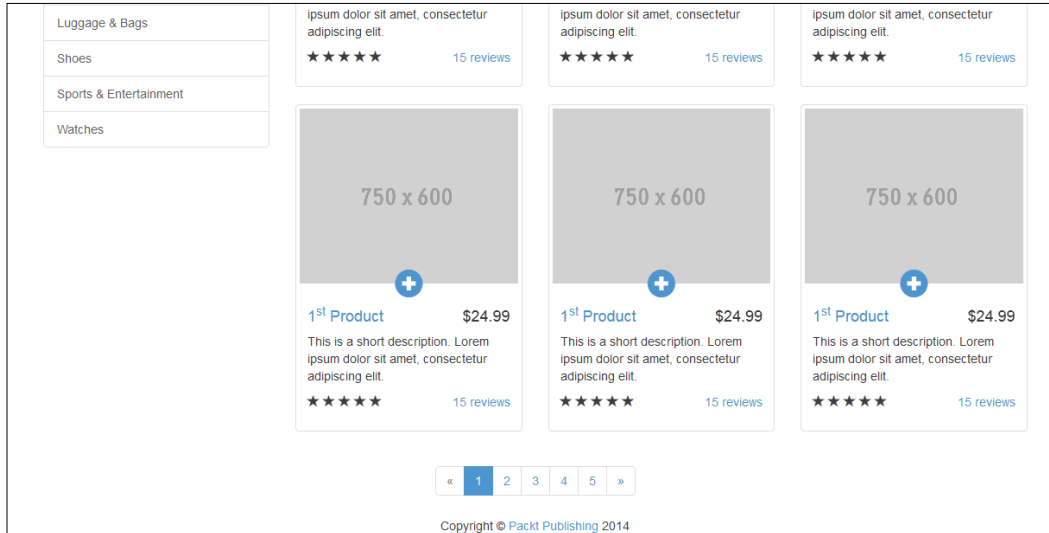 Luggage & Bags
Shoes
Sports & Entertainment
Watches
ipsum dolor sit amet, consectetur
adipiscing elit.
★★★★★ 15 reviews
ipsum dolor sit amet, consectetur
adipiscing elit.
★★★★★ 15 reviews
ipsum dolor sit amet, consectetur
adipiscing elit.
★★★★★ 15 reviews
750 x 600
1st Product $24.99
This is a short description. Lorem
ipsum dolor sit amet, consectetur
adipiscing elit.
★★★★★ 15 reviews
750 x 600
1st Product $24.99
This is a short description. Lorem
ipsum dolor sit amet, consectetur
adipiscing elit.
★★★★★ 15 reviews
750 x 600
1st Product $24.99
This is a short description. Lorem
ipsum dolor sit amet, consectetur
adipiscing elit.
★★★★★ 15 reviews
« 1 2 3 4 5 »
Copyright © Packt Publishing 2014